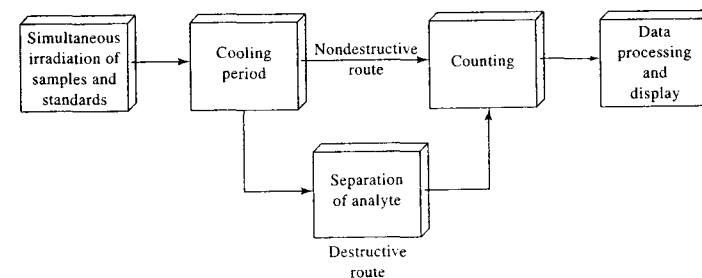 Simultaneous
irradiation of
samples and
standards
Cooling
period
Nondestructive
route
Counting
Data
processing
and
display
Separation
of analyte
Destructive
route